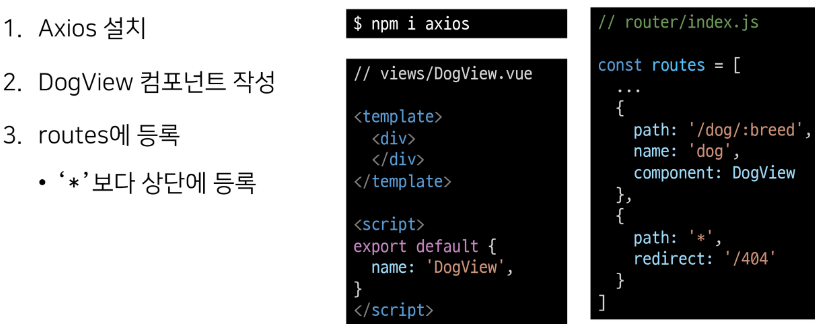 1. Axios 설치
2. DogView 컴포넌트 작성
3. routes에 등록
• ‘*’보다 상단에 등록
$ npm i axios
// views/DogView.vue
<template>
  <div>
  </div>
</template>
<script>
export default {
  name: 'DogView',
}
</script>
// router/index.js
const routes = [
  ...
  {
    path: '/dog/:breed',
    name: 'dog',
    component: DogView
  },
  {
    path: '*',
    redirect: '/404'
  }
]